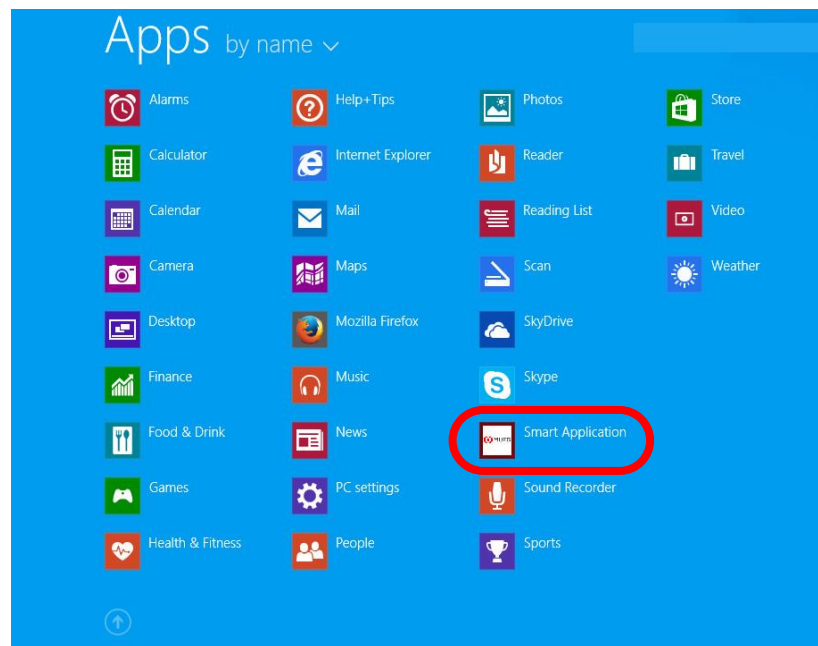 Apps by name
Alarms
Calculator
Calendar
Camera
Desktop
Finance
Food & Drink
Games
Health & Fitness
Help+Tips
Internet Explorer
Mail
Maps
Mozilla Firefox
Music
News
PC settings
People
Photos
Reader
Reading List
Scan
SkyDrive
Skype
Smart Application
Sound Recorder
Sports
Store
Travel
Video
Weather